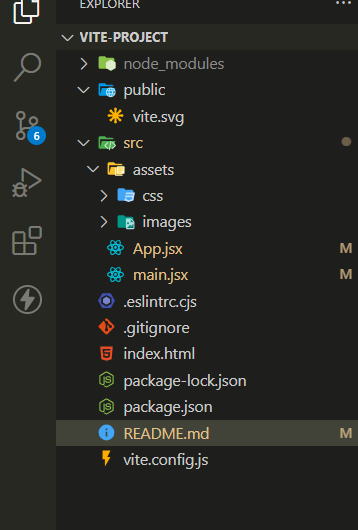 EXPLORER
VITE-PROJECT
node_modules
public
vite.svg
src
assets
css
images
App.jsx M
main.jsx M
.eslintrc.cjs
.gitignore
index.html
package-lock.json
package.json
README.md M
vite.config.js
6